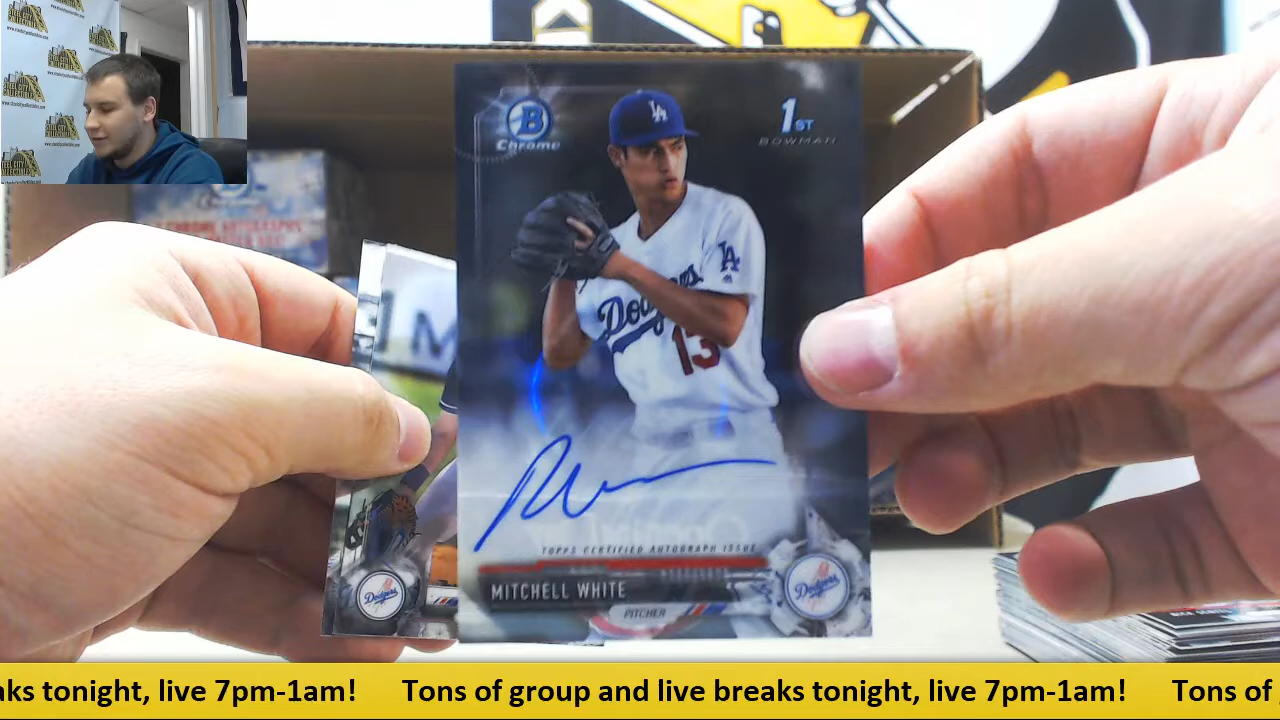 B
Chrome
1ST
BOWMAN
LA
LA
Dodgers
13
TOPPS CERTIFIED AUTOGRAPH ISSUE
MITCHELL WHITE
PITCHER
Dodgers
Dodgers
aks tonight, live 7pm-1am! Tons of group and live breaks tonight, live 7pm-1am! Tons of